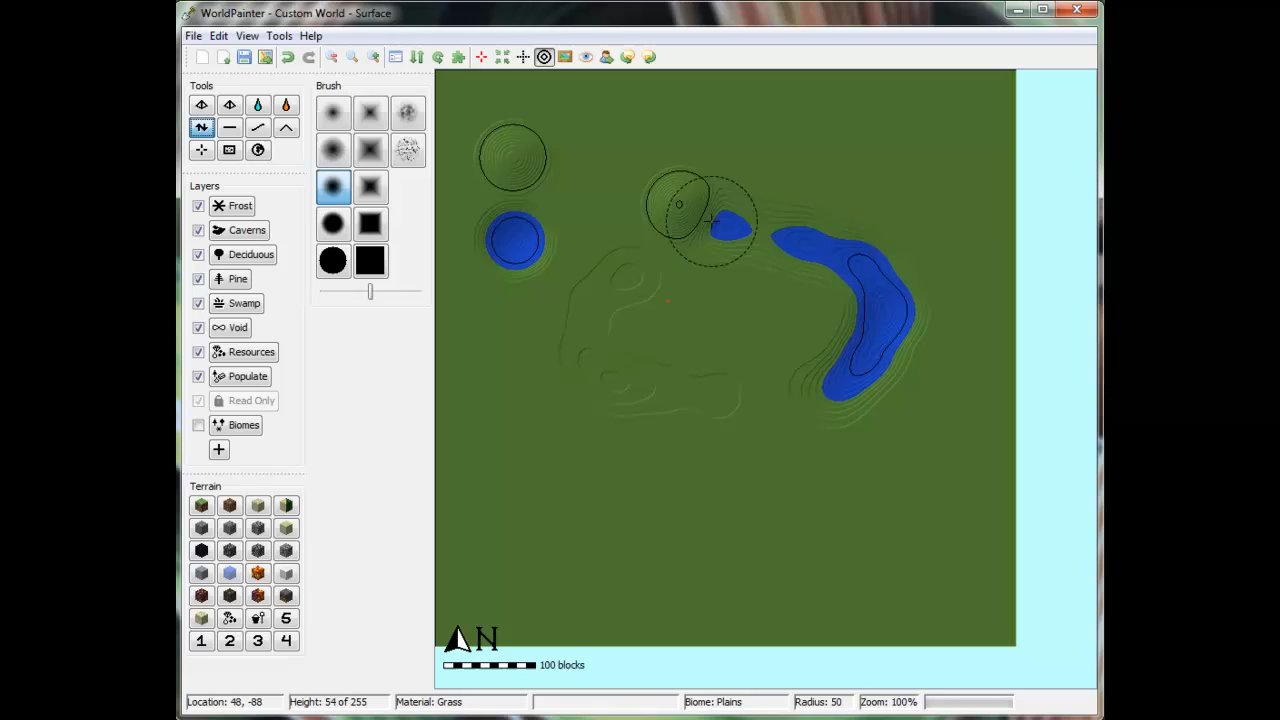 WorldPainter - Custom World - Surface
File Edit View Tools Help
Tools
Brush
Layers
Frost
Caverns
Deciduous
Pine
Swamp
Void
Resources
Populate
Read Only
Biomes
Terrain
5
1 2 3 4
N
100 blocks
Location: 48, -88 Height: 54 of 255 Material: Grass Biome: Plains Radius: 50 Zoom: 100%